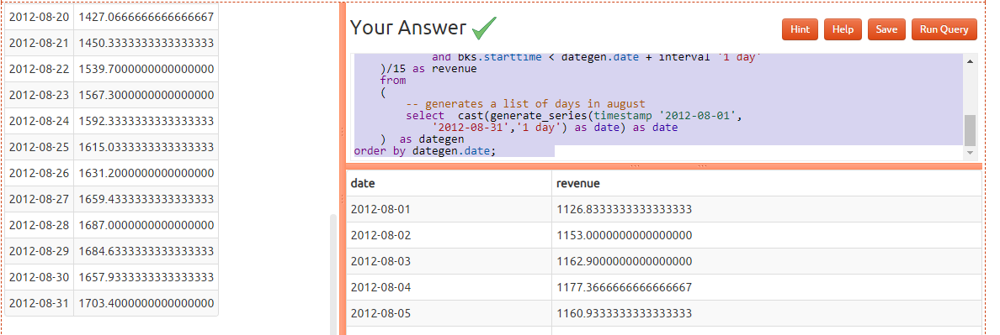 2012-08-20 1427.0666666666666667
2012-08-21 1450.3333333333333333
2012-08-22 1539.7000000000000000
2012-08-23 1567.3000000000000000
2012-08-24 1592.3333333333333333
2012-08-25 1615.0333333333333333
2012-08-26 1631.2000000000000000
2012-08-27 1659.4333333333333333
2012-08-28 1687.0000000000000000
2012-08-29 1684.6333333333333333
2012-08-30 1657.9333333333333333
2012-08-31 1703.4000000000000000
Your Answer
Hint Help Save Run Query
and bks.starttime < dategen.date + interval '1 day'
)/15 as revenue
from
(
-- generates a list of days in august
select cast(generate_series(timestamp '2012-08-01',
'2012-08-31','1 day') as date) as date
) as dategen
order by dategen.date;
date revenue
2012-08-01 1126.8333333333333333
2012-08-02 1153.0000000000000000
2012-08-03 1162.9000000000000000
2012-08-04 1177.3666666666666667
2012-08-05 1160.9333333333333333